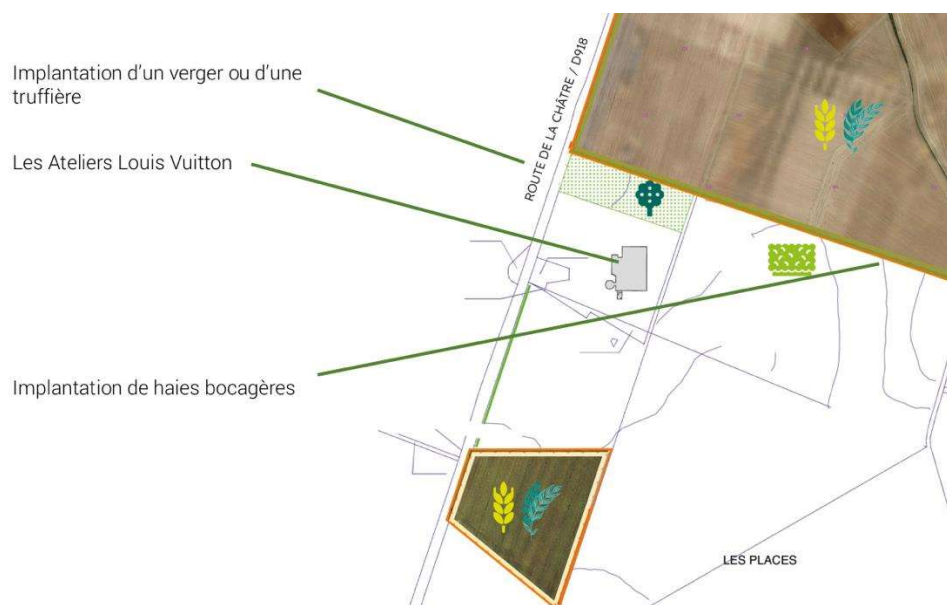 Implantation d'un verger ou d'une
truffière
Les Ateliers Louis Vuitton
Implantation de haies bocagères
ROUTE DE LA CHÂTRE / D918
LES PLACES